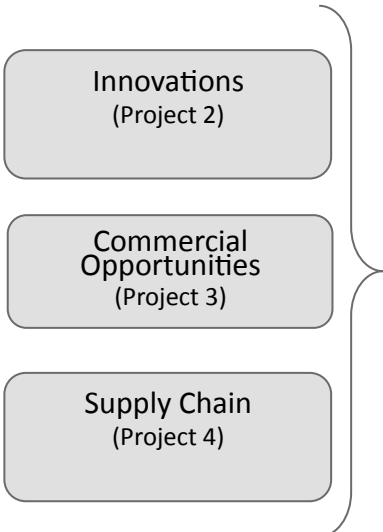 Innovations
(Project 2)
Commercial
Opportunities
(Project 3)
Supply Chain
(Project 4)